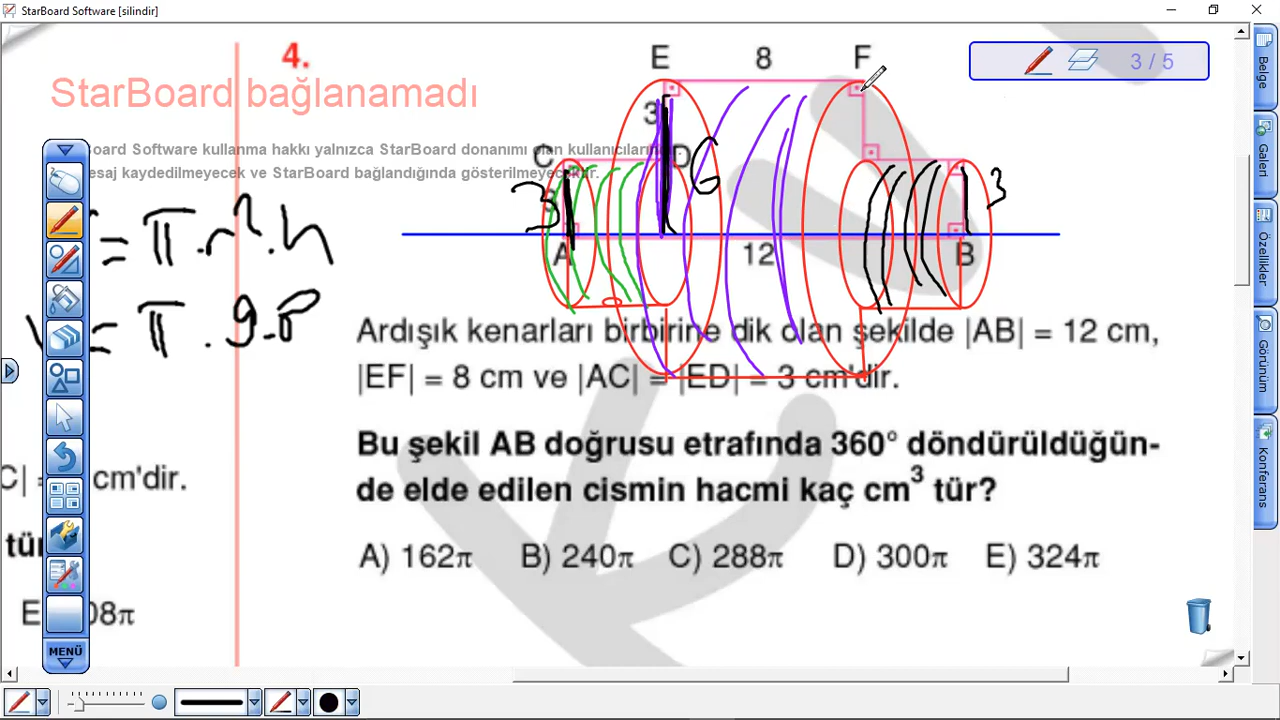 StarBoard Software [silindir]
4.
E 8 F
3 / 5
StarBoard bağlanamadı
3
Board Software kullanma hakkı yalnızca StarBoard donanımı olan kullanıcılarındır.
C D 6
mesaj kaydedilmeyecek ve StarBoard bağlandığında gösterilmeyecektir.
3 3
= π.r².h
A 12 B
V = π.9.8
Ardışık kenarları birbirine dik olan şekilde |AB| = 12 cm,
|EF| = 8 cm ve |AC| = |ED| = 3 cm'dir.
Bu şekil AB doğrusu etrafında 360° döndürüldüğün-
de elde edilen cismin hacmi kaç cm³ tür?
cm'dir.
tür
A) 162π B) 240π C) 288π D) 300π E) 324π
08π
MENÜ
Belge
Galeri
Özellikler
Görünüm
Konferans